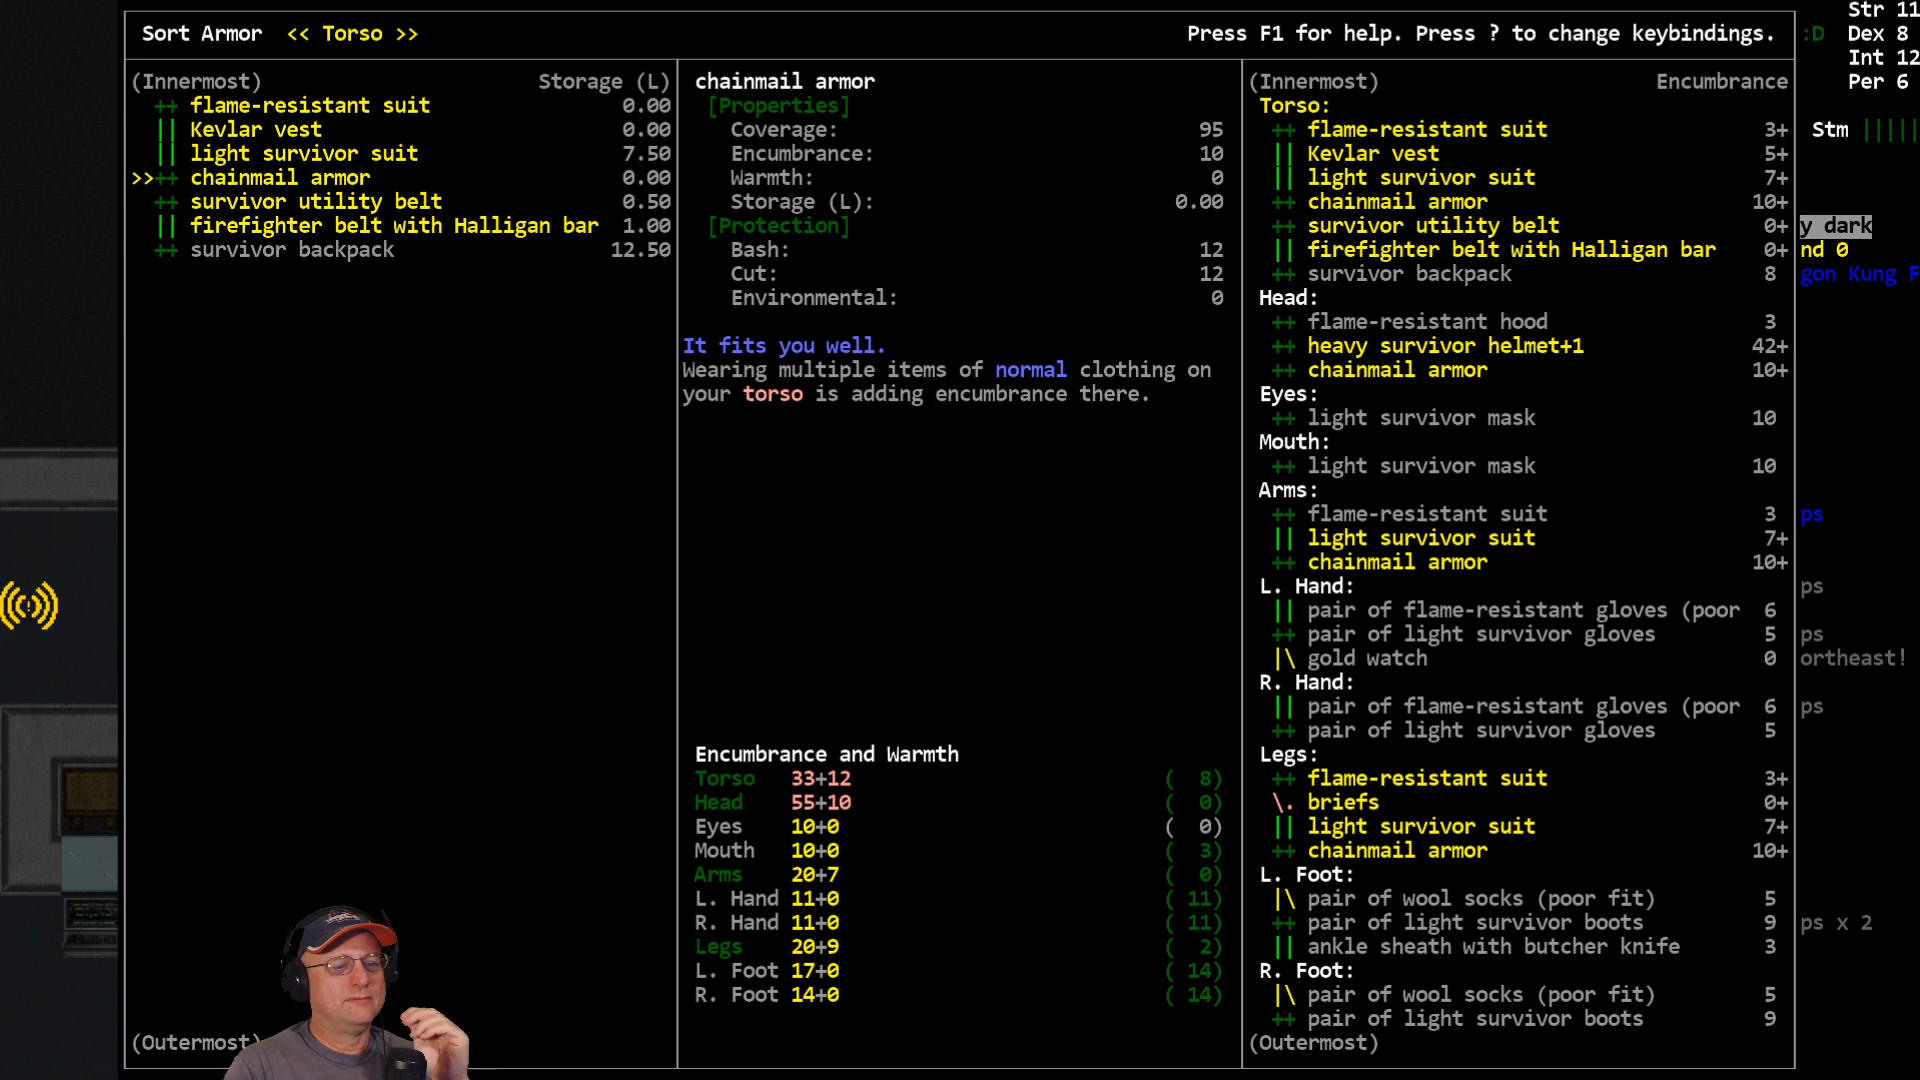 Sort Armor << Torso >> Press F1 for help. Press ? to change keybindings.
(Innermost) Storage (L)
++ flame-resistant suit 0.00
|| Kevlar vest 0.00
|| light survivor suit 7.50
>>++ chainmail armor 0.00
++ survivor utility belt 0.50
|| firefighter belt with Halligan bar 1.00
++ survivor backpack 12.50
(Outermost)
chainmail armor
[Properties]
Coverage: 95
Encumbrance: 10
Warmth: 0
Storage (L): 0.00
[Protection]
Bash: 12
Cut: 12
Environmental: 0
It fits you well.
Wearing multiple items of normal clothing on
your torso is adding encumbrance there.
Encumbrance and Warmth
Torso 33+12 ( 8)
Head 55+10 ( 0)
Eyes 10+0 ( 0)
Mouth 10+0 ( 3)
Arms 20+7 ( 0)
L. Hand 11+0 ( 11)
R. Hand 11+0 ( 11)
Legs 20+9 ( 2)
L. Foot 17+0 ( 14)
R. Foot 14+0 ( 14)
(Innermost) Encumbrance
Torso:
++ flame-resistant suit 3+
|| Kevlar vest 5+
|| light survivor suit 7+
++ chainmail armor 10+
++ survivor utility belt 0+
|| firefighter belt with Halligan bar 0+
++ survivor backpack 8
Head:
++ flame-resistant hood 3
++ heavy survivor helmet+1 42+
++ chainmail armor 10+
Eyes:
++ light survivor mask 10
Mouth:
++ light survivor mask 10
Arms:
++ flame-resistant suit 3
|| light survivor suit 7+
++ chainmail armor 10+
L. Hand:
|| pair of flame-resistant gloves (poor 6
++ pair of light survivor gloves 5
|\ gold watch 0
R. Hand:
|| pair of flame-resistant gloves (poor 6
++ pair of light survivor gloves 5
Legs:
++ flame-resistant suit 3+
\. briefs 0+
|| light survivor suit 7+
++ chainmail armor 10+
L. Foot:
|\ pair of wool socks (poor fit) 5
++ pair of light survivor boots 9
|| ankle sheath with butcher knife 3
R. Foot:
|\ pair of wool socks (poor fit) 5
++ pair of light survivor boots 9
(Outermost)
Str 11
:D Dex 8
Int 12
Per 6
Stm |||||
y dark
nd 0
gon Kung F
ps
ps
ps
ortheast!
ps
ps x 2